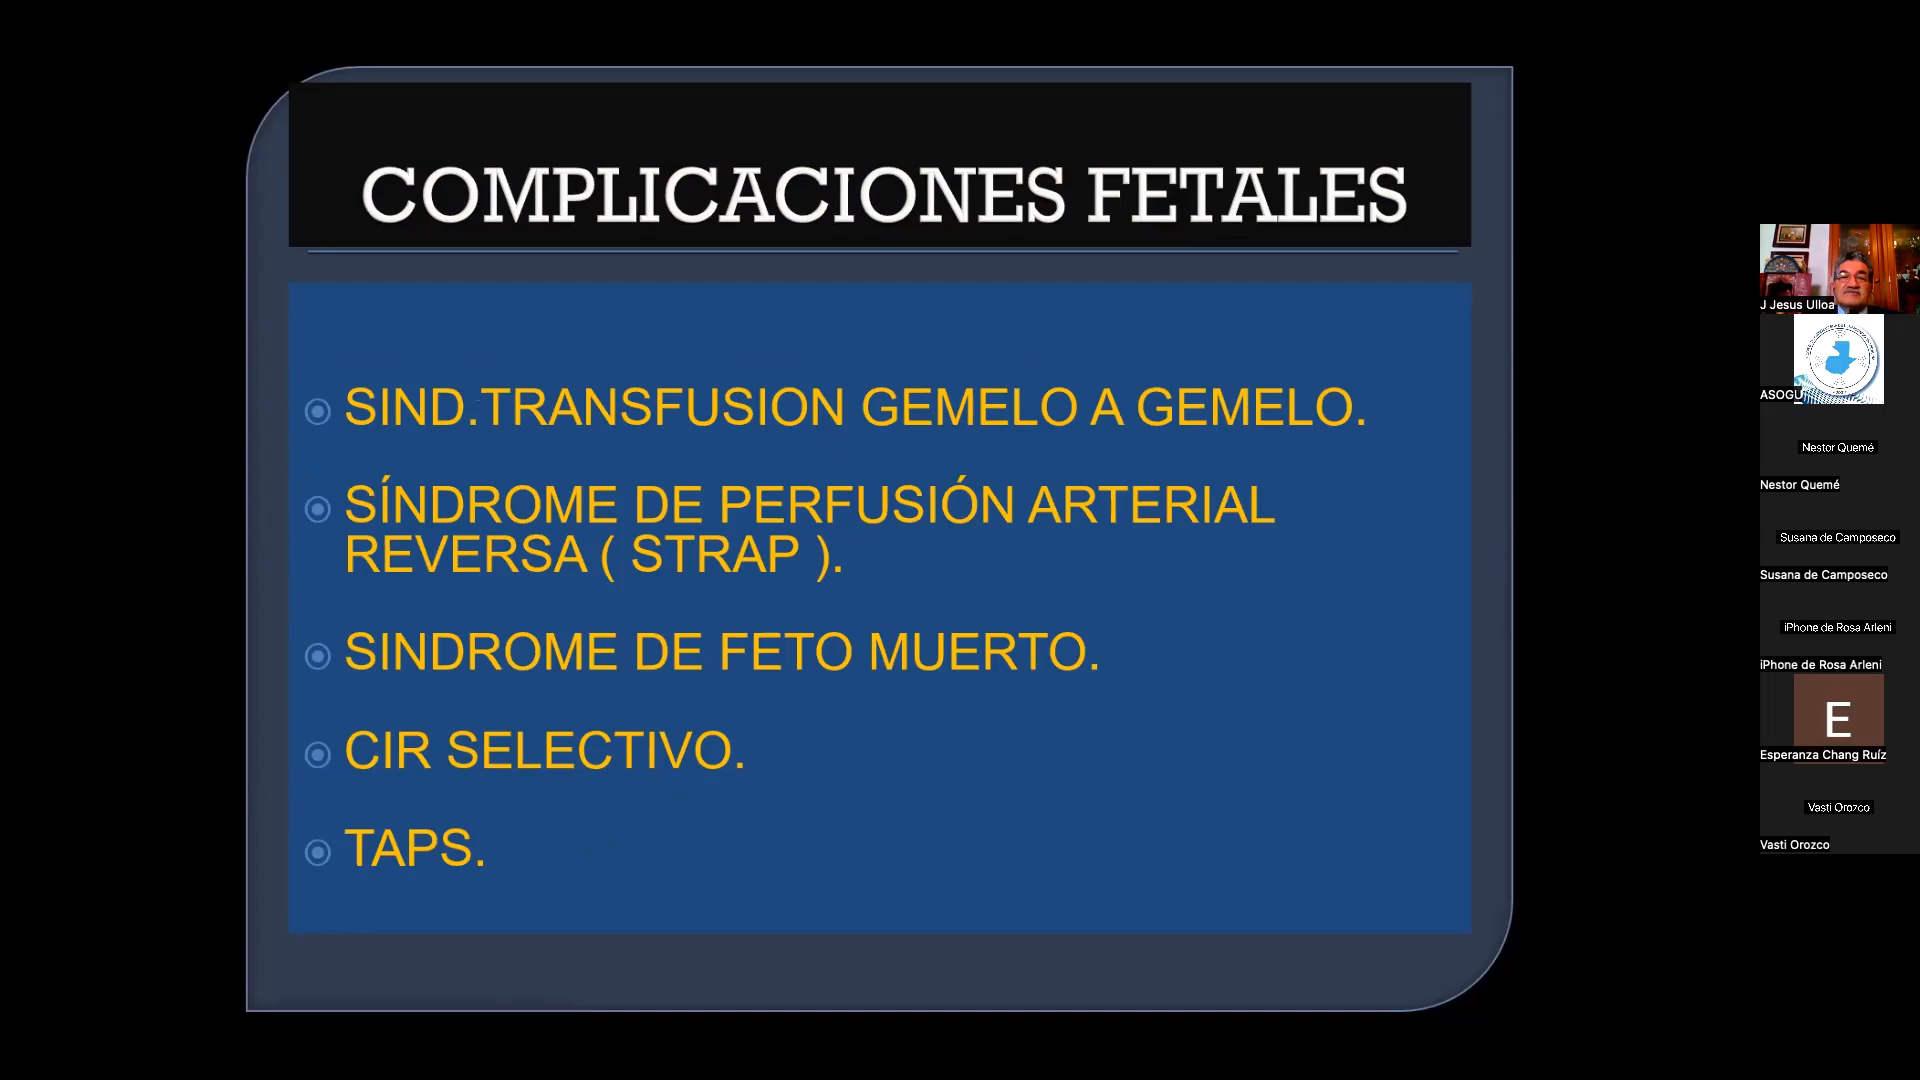 COMPLICACIONES FETALES
SIND.TRANSFUSION GEMELO A GEMELO.
SÍNDROME DE PERFUSIÓN ARTERIAL
REVERSA ( STRAP ).
SINDROME DE FETO MUERTO.
CIR SELECTIVO.
TAPS.
J Jesus Ulloa
ASOGU
Nestor Quemé
Nestor Quemé
Susana de Camposeco
Susana de Camposeco
iPhone de Rosa Arleni
iPhone de Rosa Arleni
E
Esperanza Chang Ruíz
Vasti Orozco
Vasti Orozco